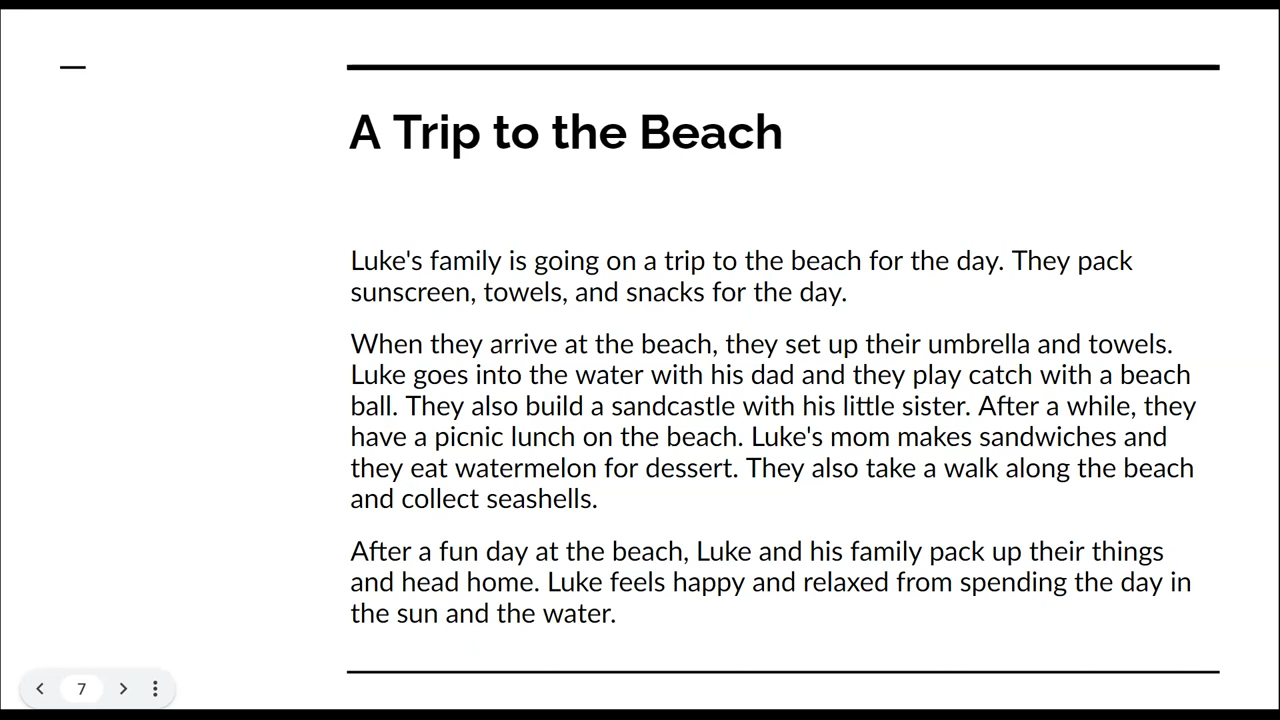 A Trip to the Beach
Luke's family is going on a trip to the beach for the day. They pack
sunscreen, towels, and snacks for the day.
When they arrive at the beach, they set up their umbrella and towels.
Luke goes into the water with his dad and they play catch with a beach
ball. They also build a sandcastle with his little sister. After a while, they
have a picnic lunch on the beach. Luke's mom makes sandwiches and
they eat watermelon for dessert. They also take a walk along the beach
and collect seashells.
After a fun day at the beach, Luke and his family pack up their things
and head home. Luke feels happy and relaxed from spending the day in
the sun and the water.
7